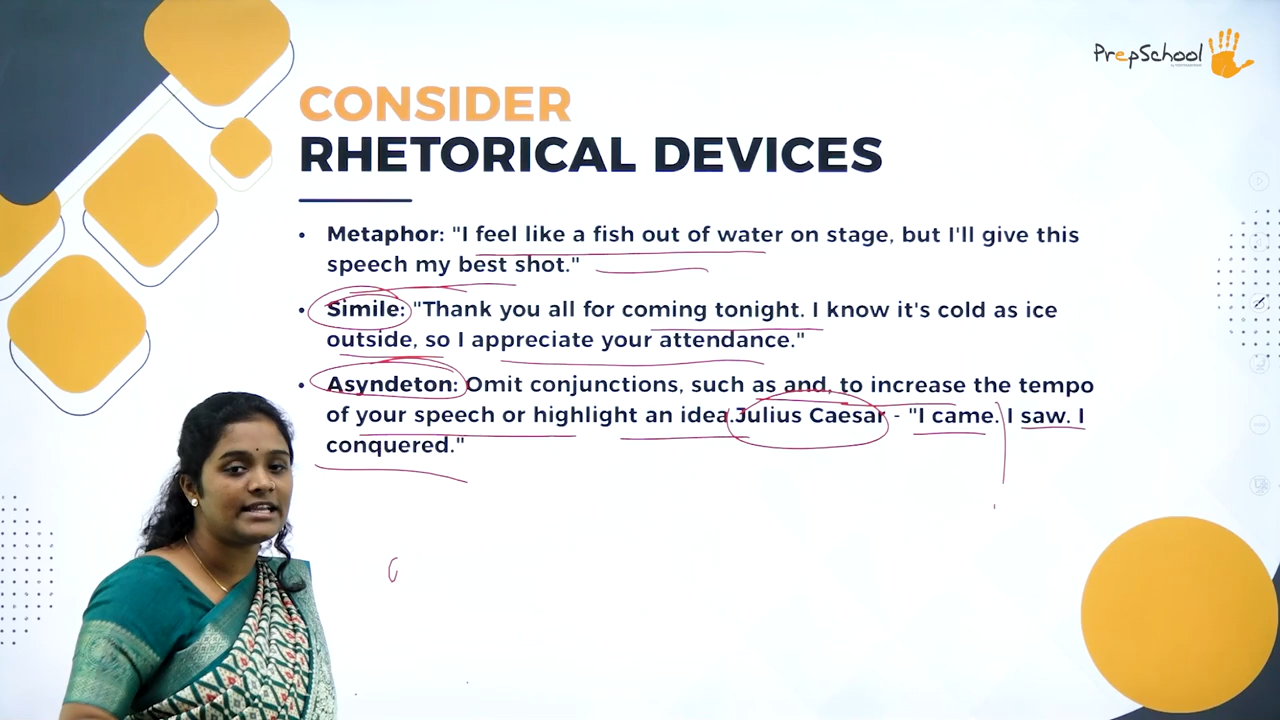 PrepSchool
CONSIDER
RHETORICAL DEVICES
• Metaphor: "I feel like a fish out of water on stage, but I'll give this
speech my best shot."
• Simile: "Thank you all for coming tonight. I know it's cold as ice
outside, so I appreciate your attendance."
• Asyndeton: Omit conjunctions, such as and, to increase the tempo
of your speech or highlight an idea.Julius Caesar - "I came. I saw. I
conquered."